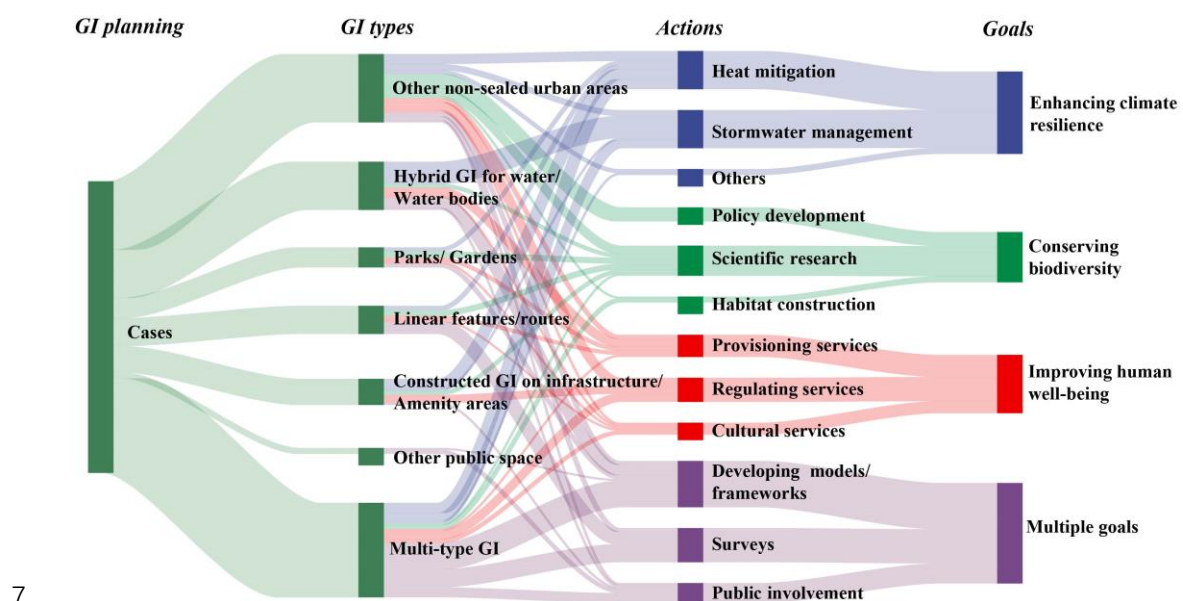 GI planning
GI types
Actions
Goals
Cases
Other non-sealed urban areas
Hybrid GI for water/
Water bodies
Parks/ Gardens
Linear features/routes
Constructed GI on infrastructure/
Amenity areas
Other public space
Multi-type GI
Heat mitigation
Stormwater management
Others
Policy development
Scientific research
Habitat construction
Provisioning services
Regulating services
Cultural services
Developing models/
frameworks
Surveys
Public involvement
Enhancing climate
resilience
Conserving
biodiversity
Improving human
well-being
Multiple goals
7